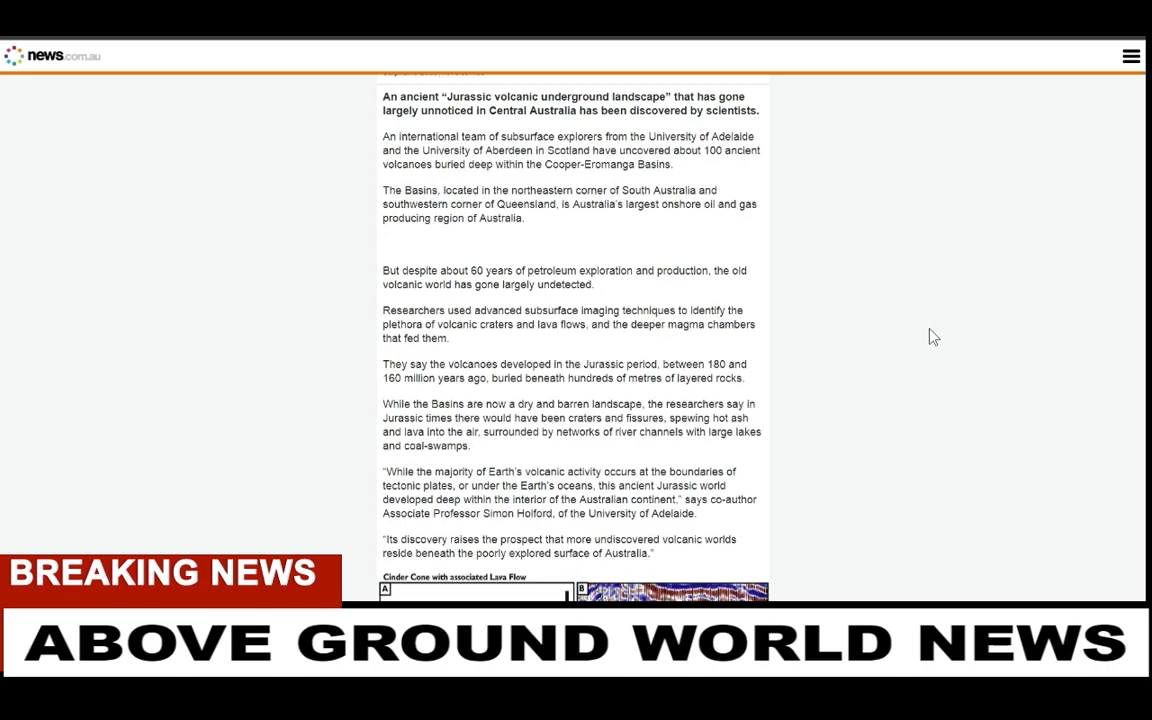 news.com.au
An ancient “Jurassic volcanic underground landscape” that has gone
largely unnoticed in Central Australia has been discovered by scientists.
An international team of subsurface explorers from the University of Adelaide
and the University of Aberdeen in Scotland have uncovered about 100 ancient
volcanoes buried deep within the Cooper-Eromanga Basins.
The Basins, located in the northeastern corner of South Australia and
southwestern corner of Queensland, is Australia’s largest onshore oil and gas
producing region of Australia.
But despite about 60 years of petroleum exploration and production, the old
volcanic world has gone largely undetected.
Researchers used advanced subsurface imaging techniques to identify the
plethora of volcanic craters and lava flows, and the deeper magma chambers
that fed them.
They say the volcanoes developed in the Jurassic period, between 180 and
160 million years ago, buried beneath hundreds of metres of layered rocks.
While the Basins are now a dry and barren landscape, the researchers say in
Jurassic times there would have been craters and fissures, spewing hot ash
and lava into the air, surrounded by networks of river channels with large lakes
and coal-swamps.
“While the majority of Earth’s volcanic activity occurs at the boundaries of
tectonic plates, or under the Earth’s oceans, this ancient Jurassic world
developed deep within the interior of the Australian continent,” says co-author
Associate Professor Simon Holford, of the University of Adelaide.
“Its discovery raises the prospect that more undiscovered volcanic worlds
reside beneath the poorly explored surface of Australia.”
Cinder Cone with associated Lava Flow
A B
BREAKING NEWS
ABOVE GROUND WORLD NEWS